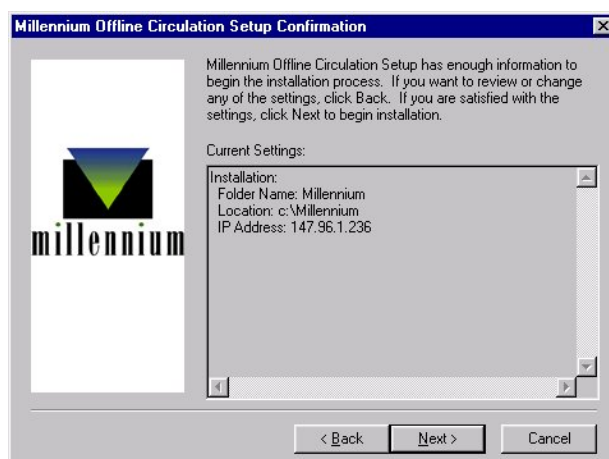 Millennium Offline Circulation Setup Confirmation
Millennium Offline Circulation Setup has enough information to
begin the installation process. If you want to review or change
any of the settings, click Back. If you are satisfied with the
settings, click Next to begin installation.
Current Settings:
Installation:
Folder Name: Millennium
Location: c:\Millennium
IP Address: 147.96.1.236
millennium
< Back
Next >
Cancel